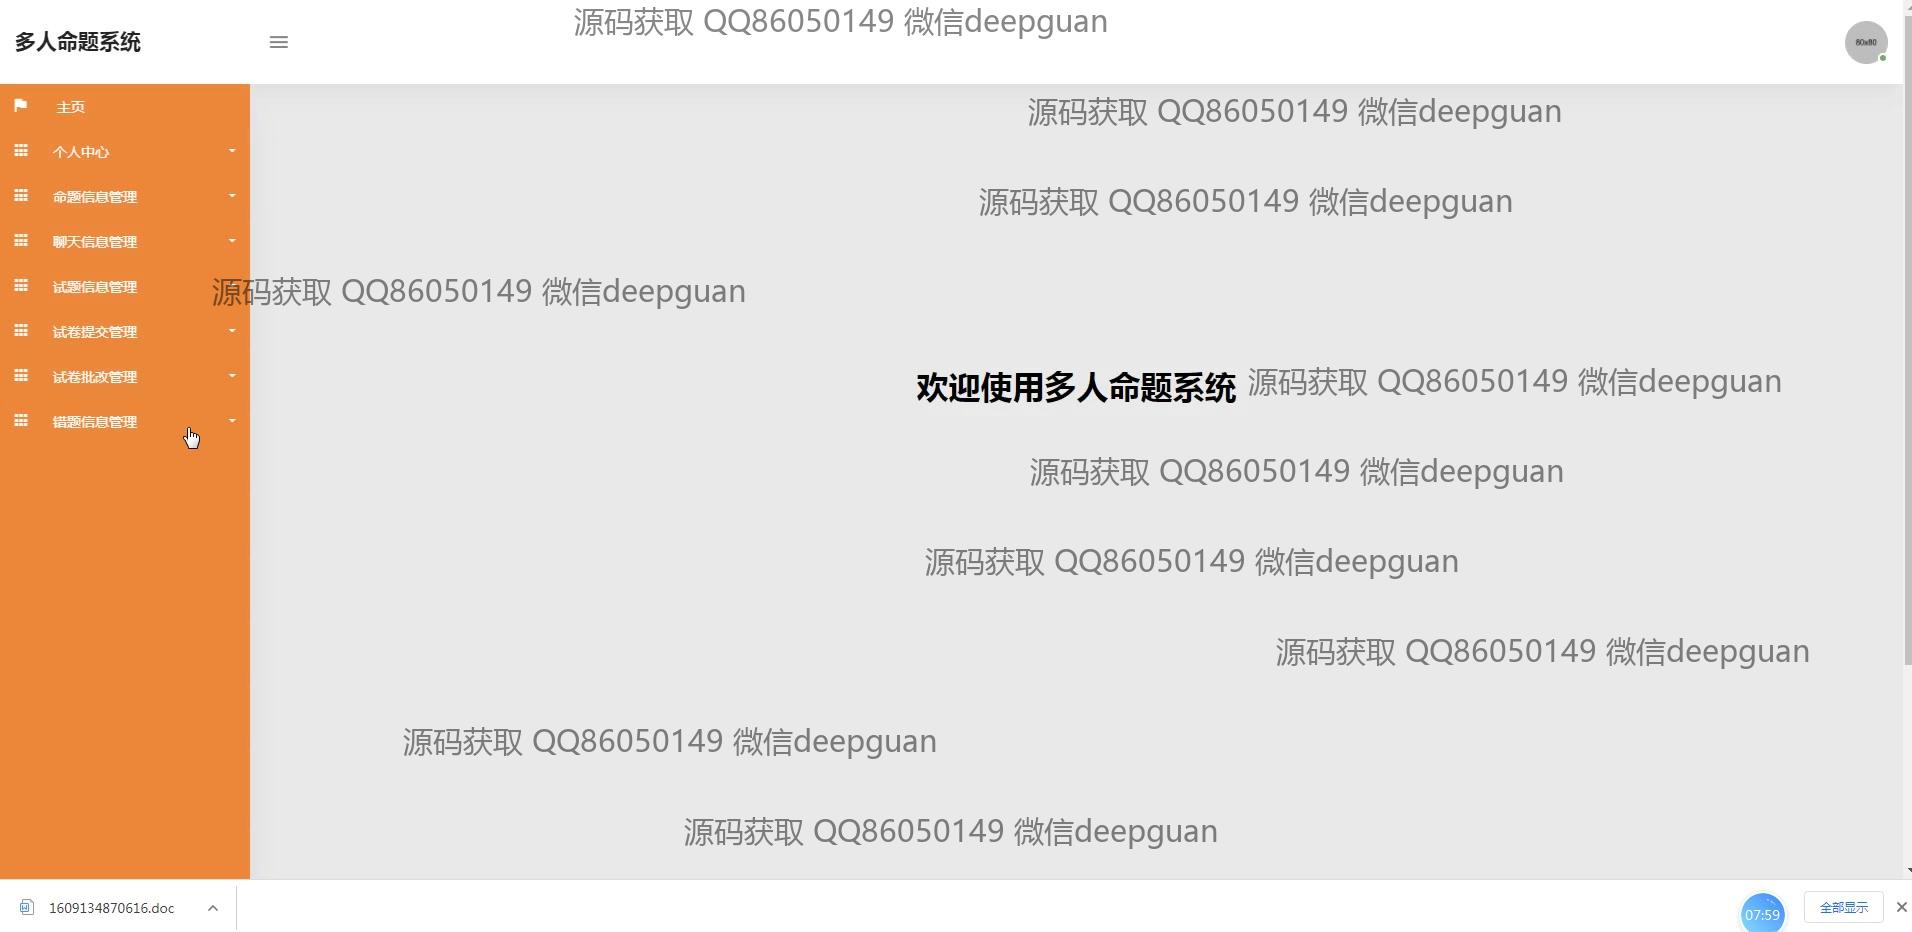 源码获取 QQ86050149 微信deepguan
多人命题系统
60x60
源码获取 QQ86050149 微信deepguan
主页
个人中心
命题信息管理
源码获取 QQ86050149 微信deepguan
聊天信息管理
试题信息管理
源码获取 QQ86050149 微信deepguan
试卷提交管理
试卷批改管理
欢迎使用多人命题系统
源码获取 QQ86050149 微信deepguan
错题信息管理
源码获取 QQ86050149 微信deepguan
源码获取 QQ86050149 微信deepguan
源码获取 QQ86050149 微信deepguan
源码获取 QQ86050149 微信deepguan
源码获取 QQ86050149 微信deepguan
1609134870616.doc
07:59
全部显示